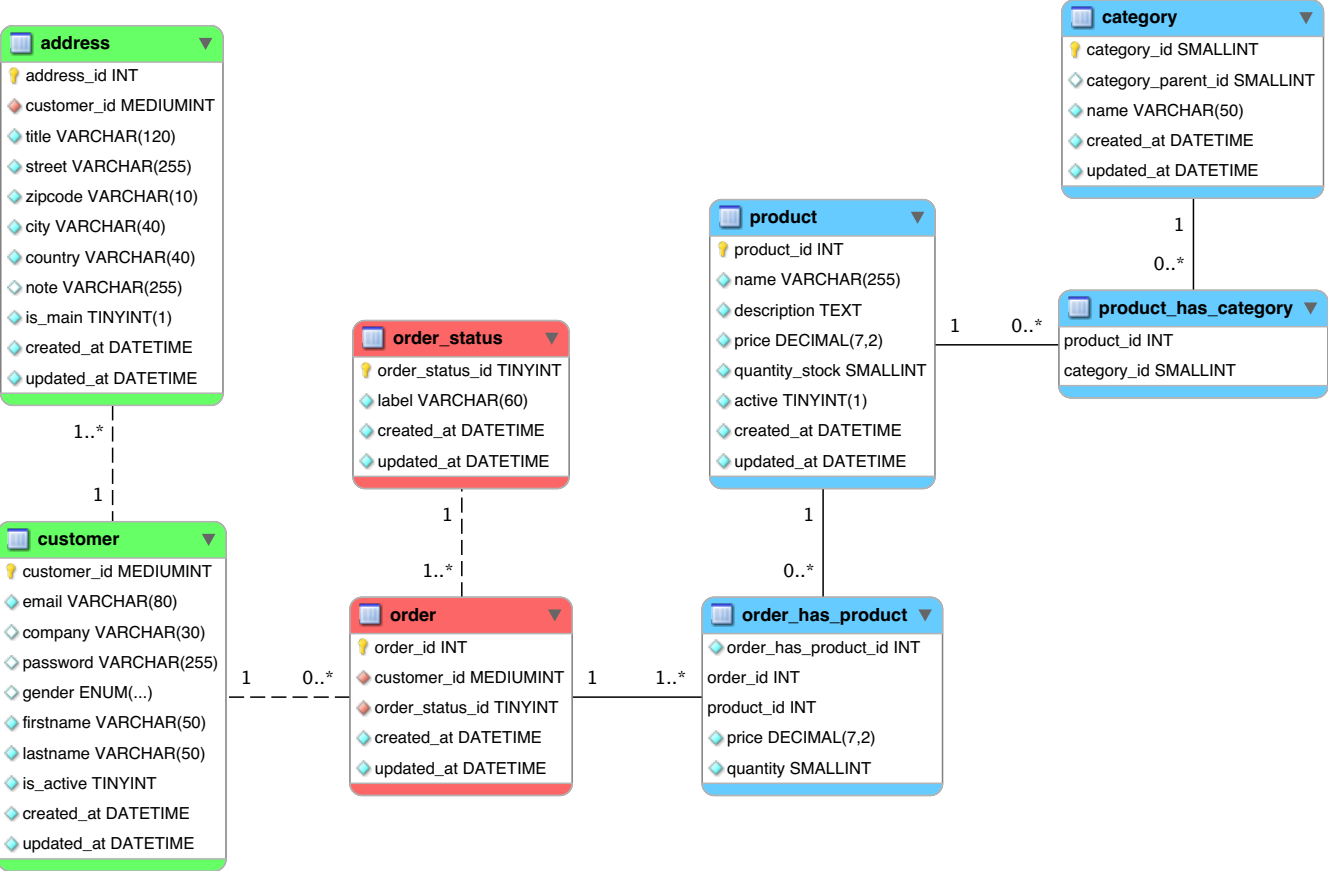 address
address_id INT
customer_id MEDIUMINT
title VARCHAR(120)
street VARCHAR(255)
zipcode VARCHAR(10)
city VARCHAR(40)
country VARCHAR(40)
note VARCHAR(255)
is_main TINYINT(1)
created_at DATETIME
updated_at DATETIME
1..*
1
customer
customer_id MEDIUMINT
email VARCHAR(80)
company VARCHAR(30)
password VARCHAR(255)
gender ENUM(...)
firstname VARCHAR(50)
lastname VARCHAR(50)
is_active TINYINT
created_at DATETIME
updated_at DATETIME
1 0..*
order_status
order_status_id TINYINT
label VARCHAR(60)
created_at DATETIME
updated_at DATETIME
1
1..*
order
order_id INT
customer_id MEDIUMINT
order_status_id TINYINT
created_at DATETIME
updated_at DATETIME
1 1..*
product
product_id INT
name VARCHAR(255)
description TEXT
price DECIMAL(7,2)
quantity_stock SMALLINT
active TINYINT(1)
created_at DATETIME
updated_at DATETIME
1
0..*
order_has_product
order_has_product_id INT
order_id INT
product_id INT
price DECIMAL(7,2)
quantity SMALLINT
1 0..*
category
category_id SMALLINT
category_parent_id SMALLINT
name VARCHAR(50)
created_at DATETIME
updated_at DATETIME
1
0..*
product_has_category
product_id INT
category_id SMALLINT